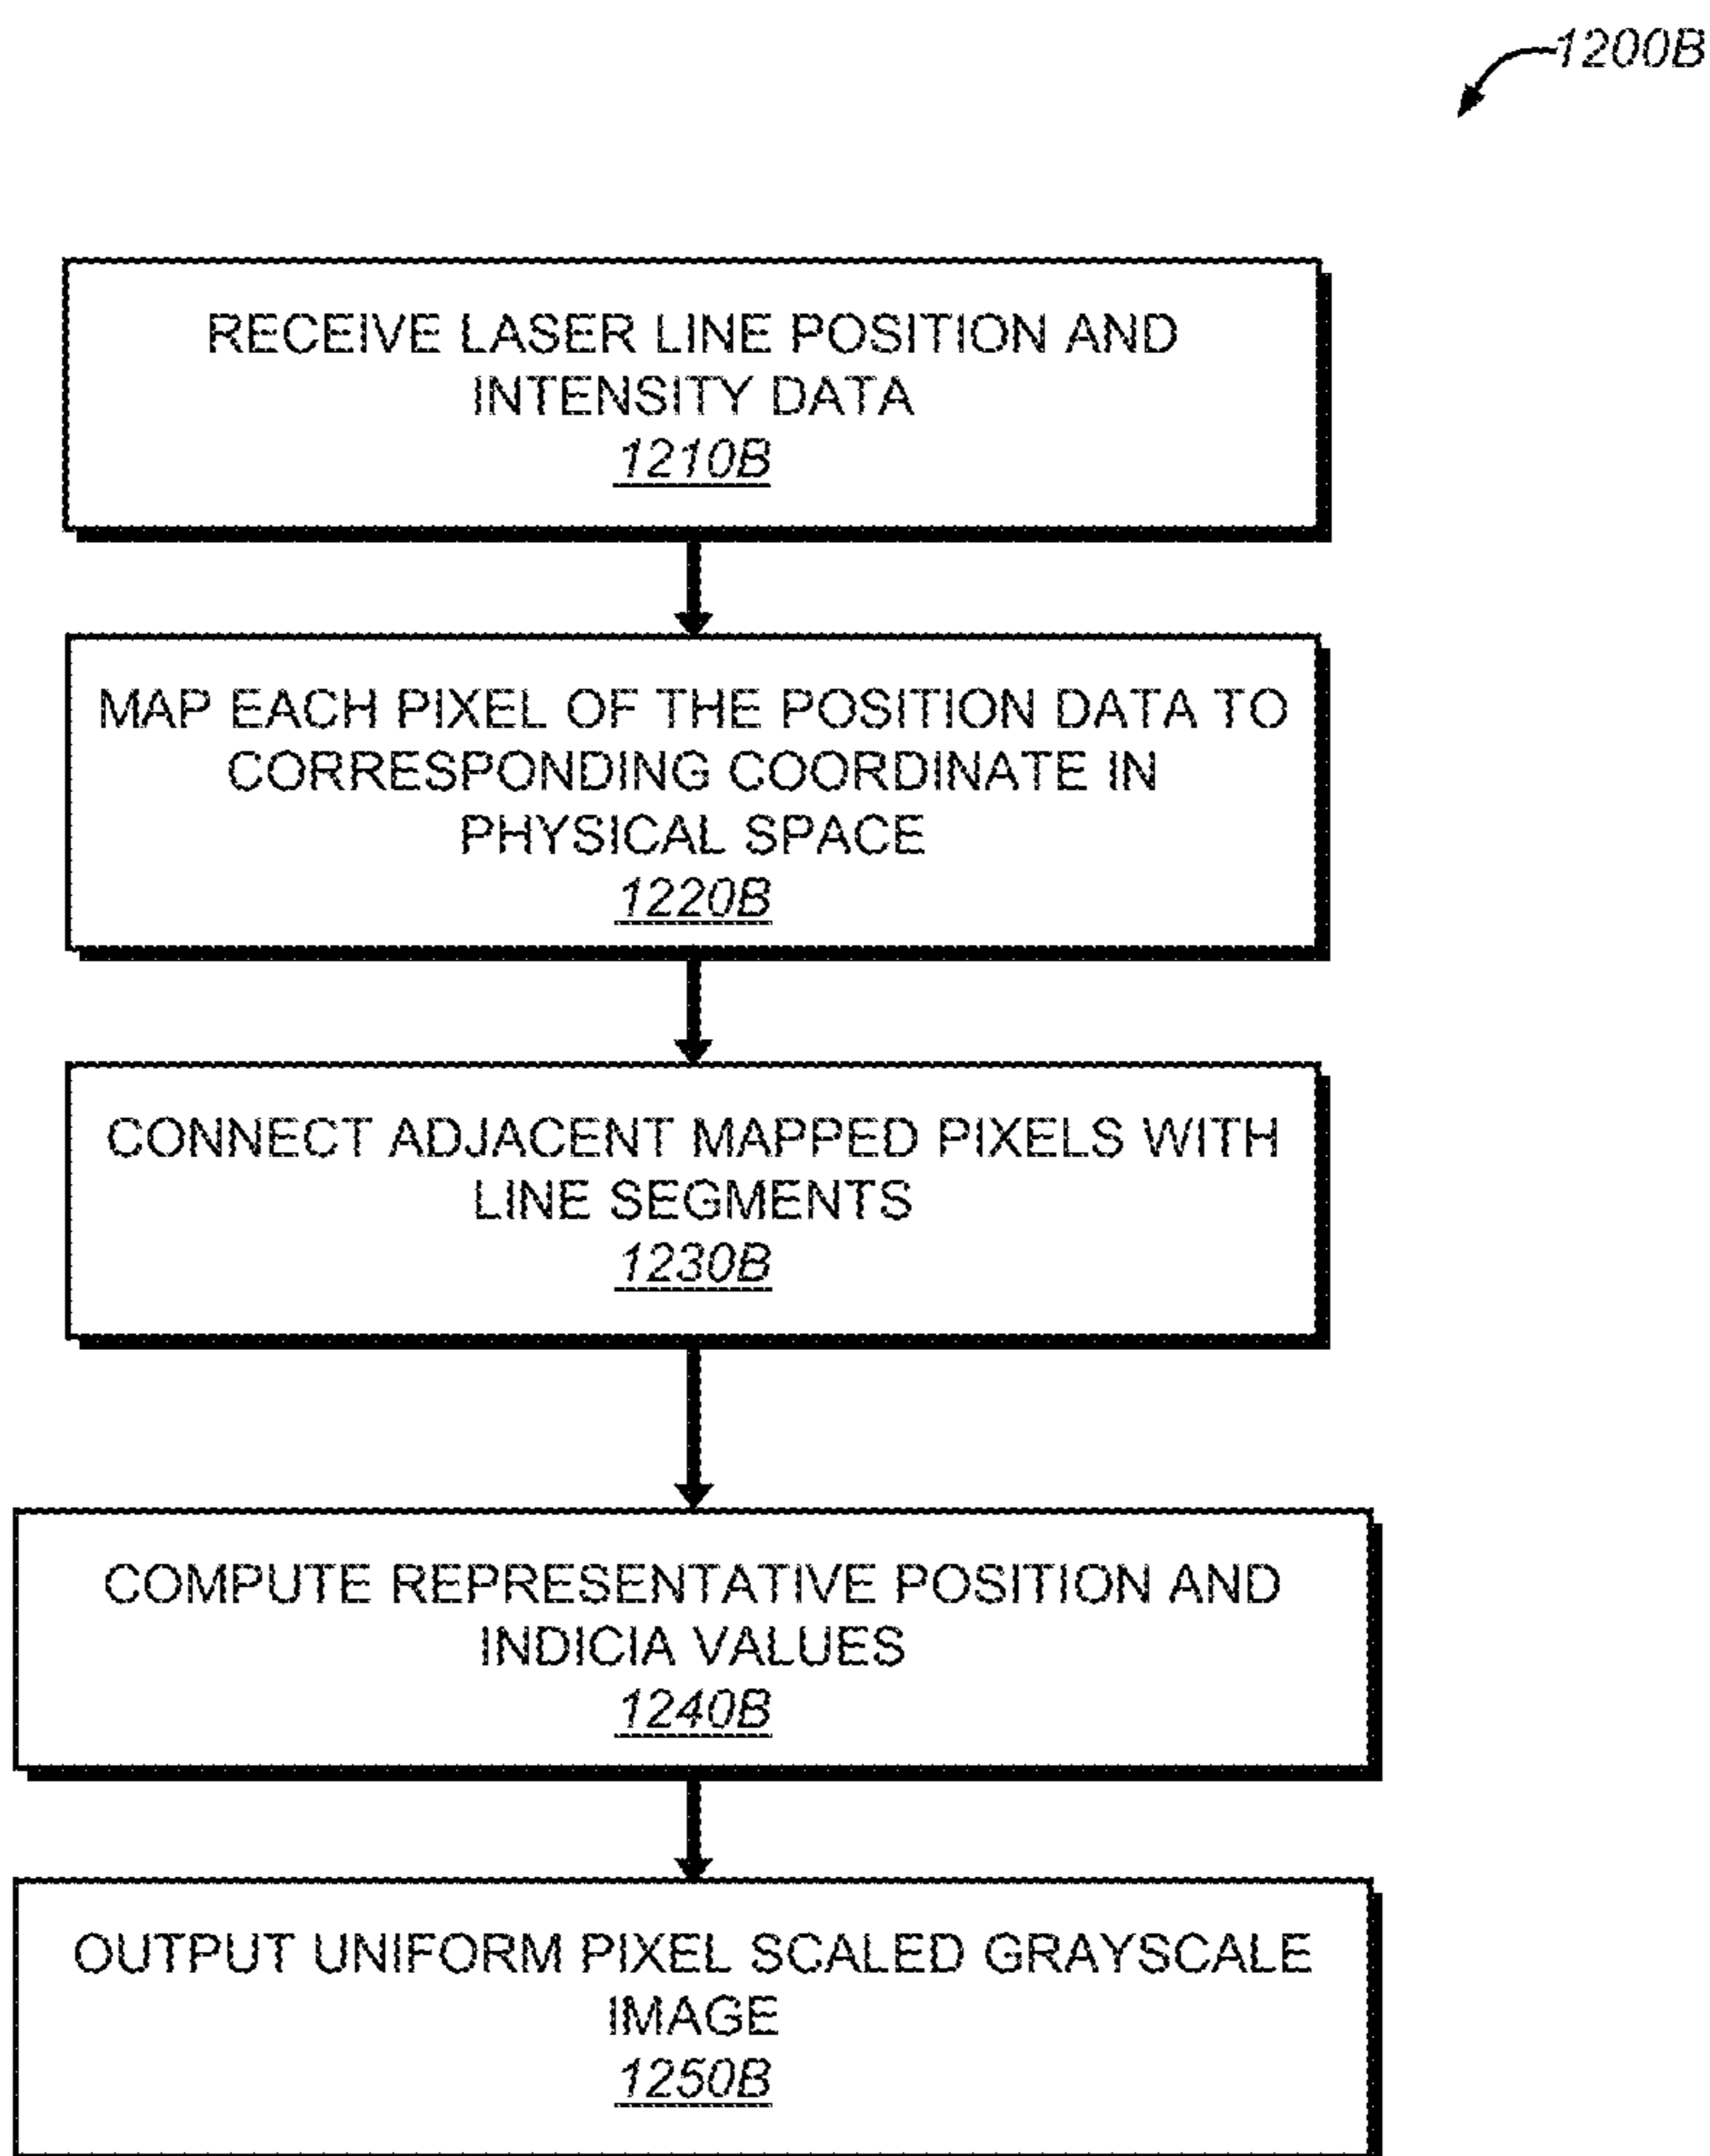 1200B
RECEIVE LASER LINE POSITION AND
INTENSITY DATA
1210B
MAP EACH PIXEL OF THE POSITION DATA TO
CORRESPONDING COORDINATE IN
PHYSICAL SPACE
1220B
CONNECT ADJACENT MAPPED PIXELS WITH
LINE SEGMENTS
1230B
COMPUTE REPRESENTATIVE POSITION AND
INDICIA VALUES
1240B
OUTPUT UNIFORM PIXEL SCALED GRAYSCALE
IMAGE
1250B